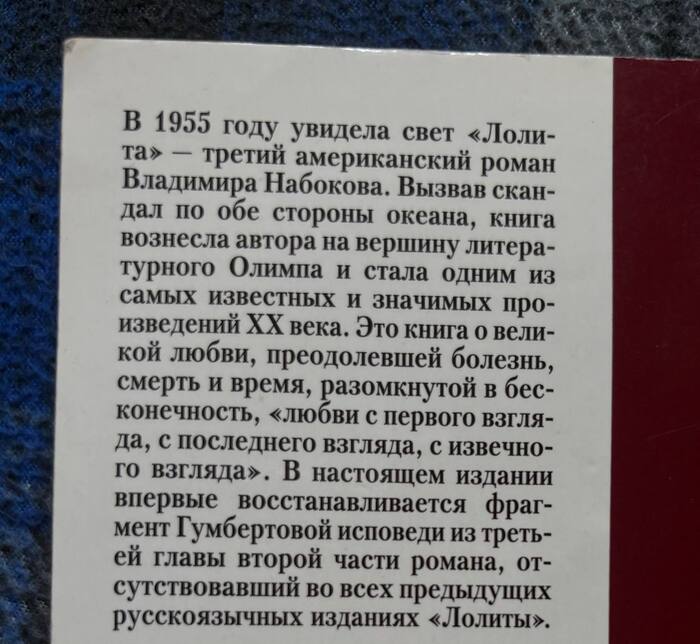 В 1955 году увидела свет «Лоли-
та» — третий американский роман
Владимира Набокова. Вызвав скан-
дал по обе стороны океана, книга
вознесла автора на вершину литера-
турного Олимпа и стала одним из
самых известных и значимых про-
изведений XX века. Это книга о вели-
кой любви, преодолевшей болезнь,
смерть и время, разомкнутой в бес-
конечность, «любви с первого взгля-
да, с последнего взгляда, с извечно-
го взгляда». В настоящем издании
впервые восстанавливается фраг-
мент Гумбертовой исповеди из треть-
ей главы второй части романа, от-
сутствовавший во всех предыдущих
русскоязычных изданиях «Лолиты».